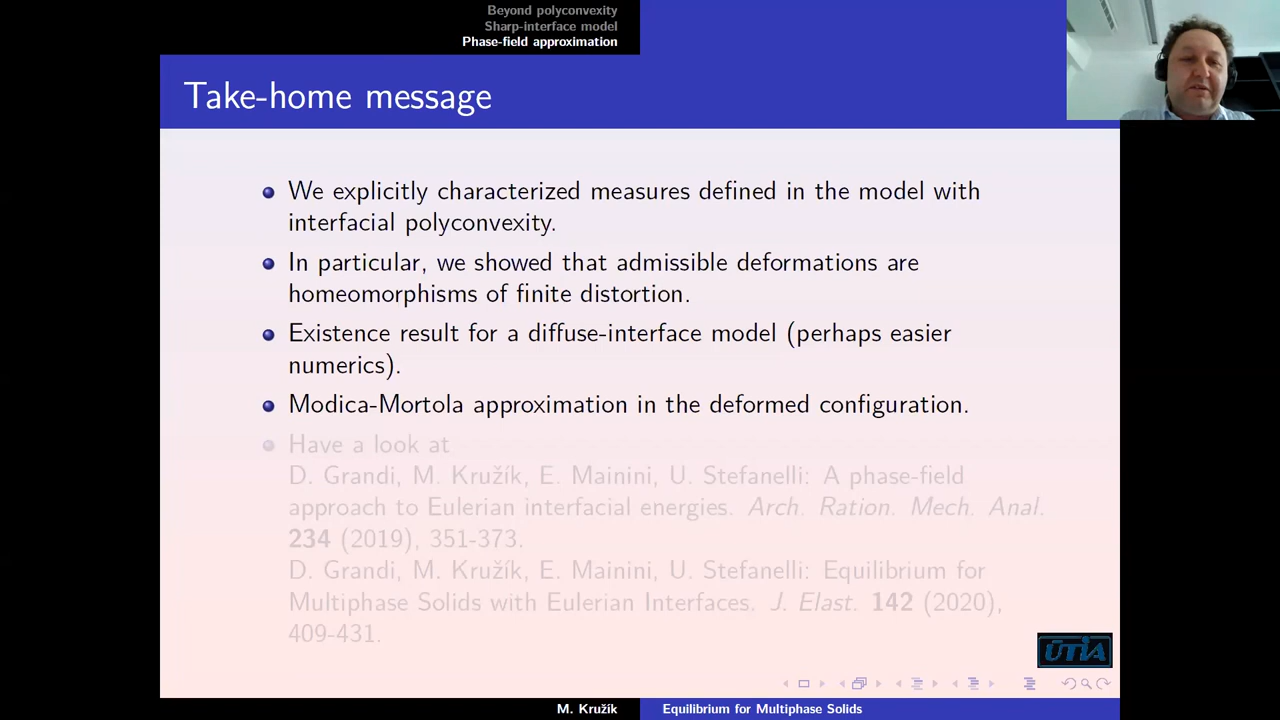 Beyond polyconvexity
Sharp-interface model
Phase-field approximation
Take-home message
We explicitly characterized measures defined in the model with
interfacial polyconvexity.
In particular, we showed that admissible deformations are
homeomorphisms of finite distortion.
Existence result for a diffuse-interface model (perhaps easier
numerics).
Modica-Mortola approximation in the deformed configuration.
Have a look at
D. Grandi, M. Kružík, E. Mainini, U. Stefanelli: A phase-field
approach to Eulerian interfacial energies. Arch. Ration. Mech. Anal.
234 (2019), 351-373.
D. Grandi, M. Kružík, E. Mainini, U. Stefanelli: Equilibrium for
Multiphase Solids with Eulerian Interfaces. J. Elast. 142 (2020),
409-431.
ÚTIA
M. Kružík
Equilibrium for Multiphase Solids